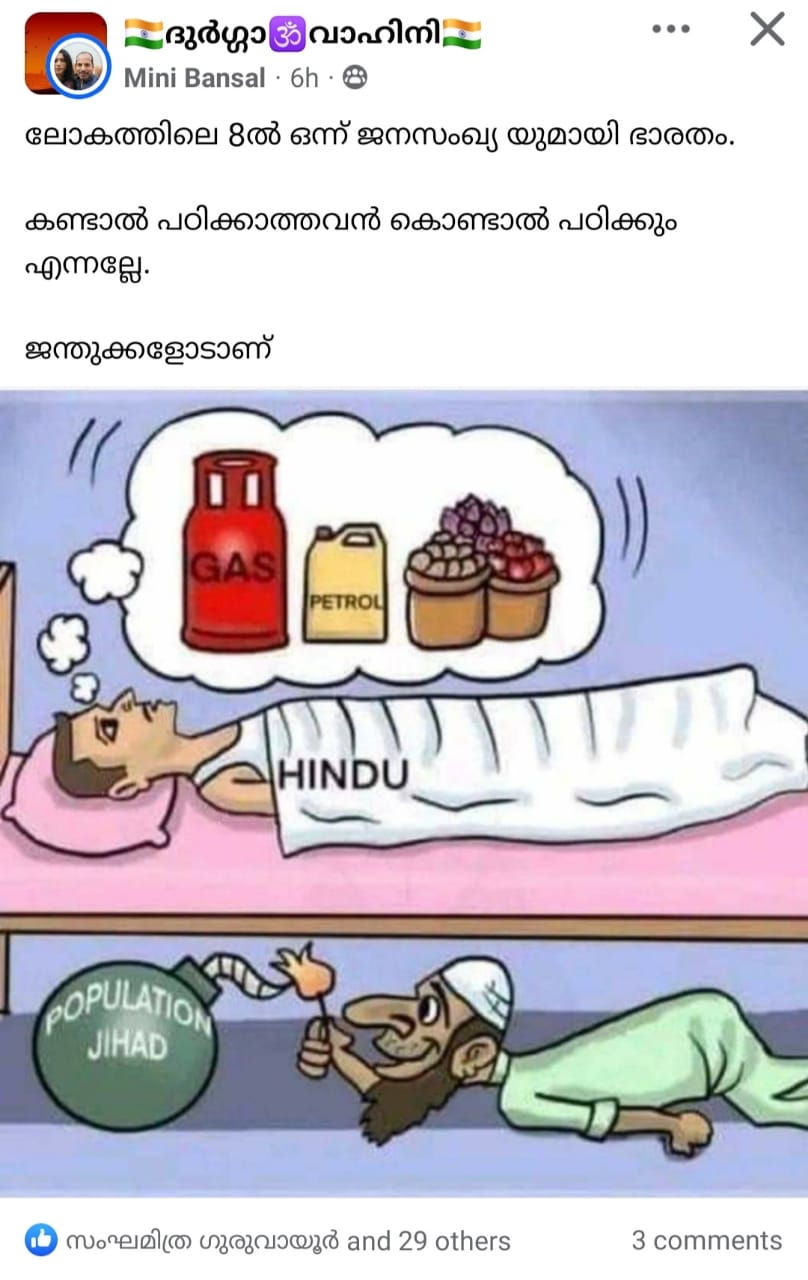 🇮🇳ദുർഗ്ഗാ🕉️വാഹിനി🇮🇳
Mini Bansal · 6h ·
ലോകത്തിലെ 8ൽ ഒന്ന് ജനസംഖ്യ യുമായി ഭാരതം.
കണ്ടാൽ പഠിക്കാത്തവൻ കൊണ്ടാൽ പഠിക്കും
എന്നല്ലേ.
ജന്തുക്കളോടാണ്
GAS
PETROL
HINDU
POPULATION
JIHAD
സംഘമിത്ര ഗുരുവായൂർ and 29 others
3 comments